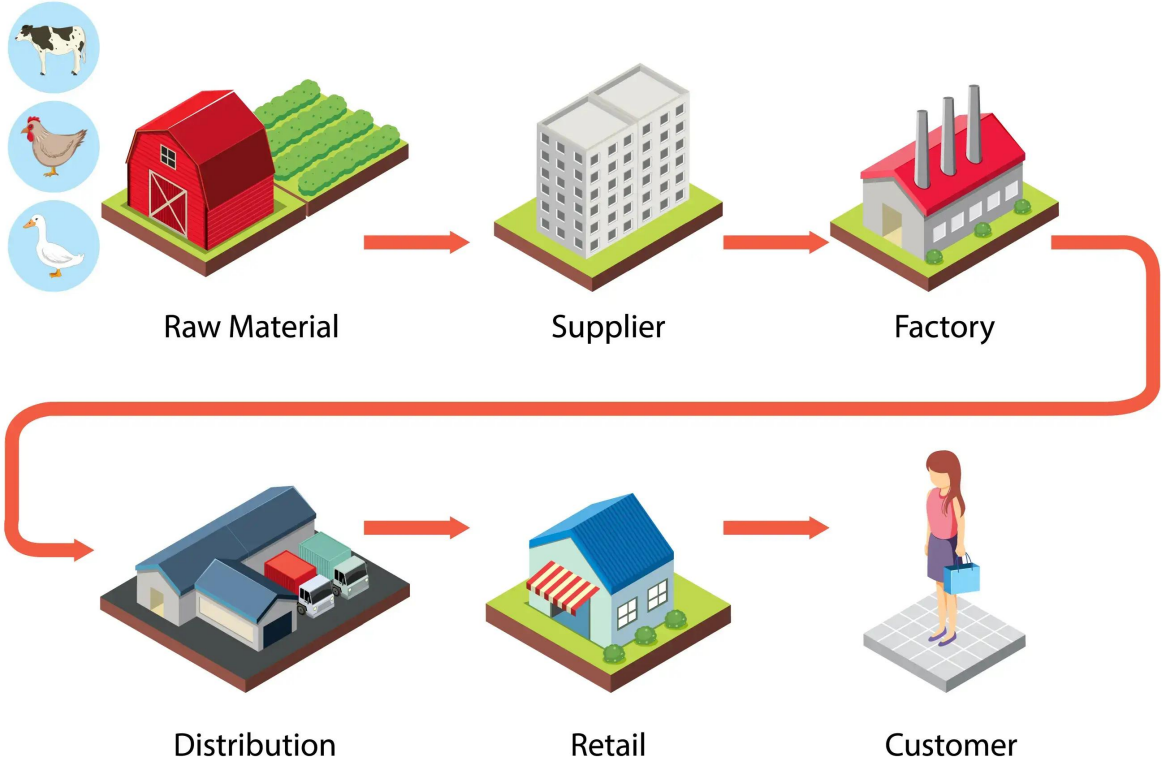 Raw Material
Supplier
Factory
Distribution
Retail
Customer